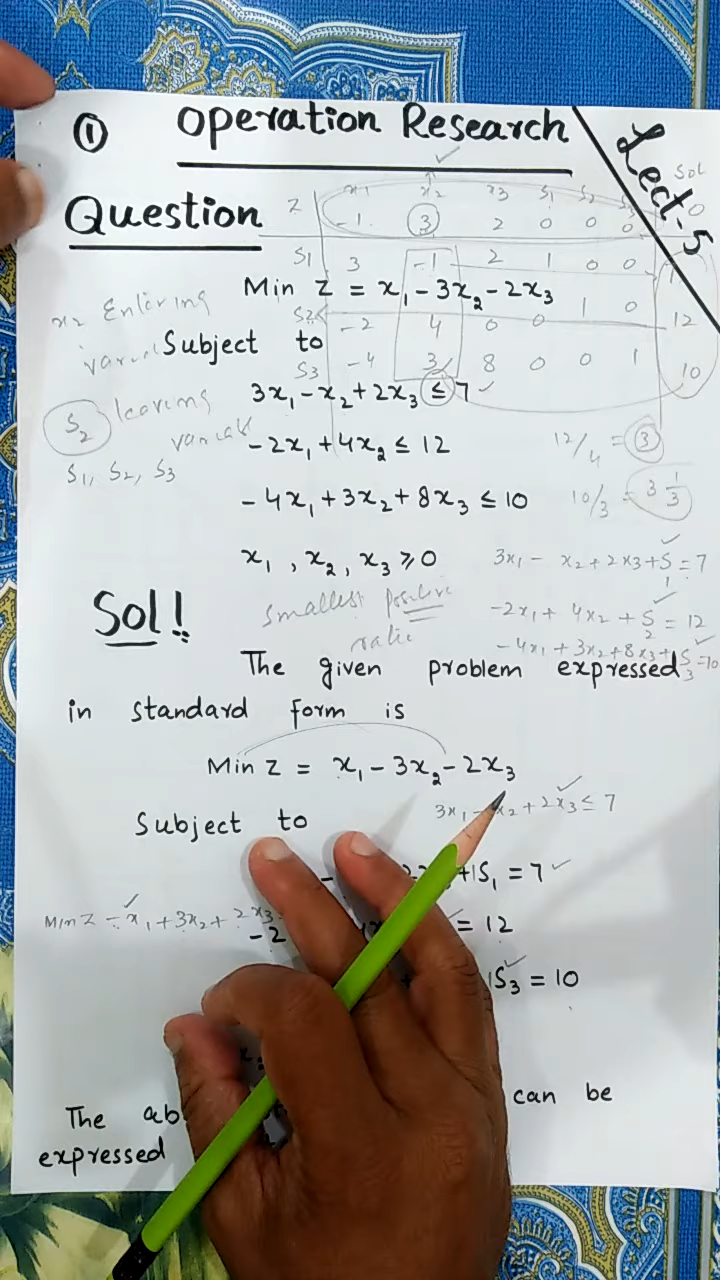 ① Operation Research
Lect-5
Question
x1 x2 x3 S1 S2 S3 Sol
Z -1 3 2 0 0 0 0
S1 3 -1 2 1 0 0
Min Z = x₁ - 3x₂ - 2x₃
x2 Entering
S2 -2 4 0 0 1 0 12
Subject to
S3 -4 3 8 0 0 1 10
3x₁ - x₂ + 2x₃ ≤ 7
S2 leaving
-2x₁ + 4x₂ ≤ 12
12/4 = 3
S1, S2, S3
-4x₁ + 3x₂ + 8x₃ ≤ 10
10/3 = 3 1/3
x₁, x₂, x₃ ≥ 0
3x1 - x2 + 2x3 + S1 = 7
Sol!!
smallest positive
ratio
-2x1 + 4x2 + S2 = 12
-4x1 + 3x2 + 8x3 + S3 = 10
The given problem expressed
in standard form is
Min Z = x₁ - 3x₂ - 2x₃
3x1 - x2 + 2x3 ≤ 7
Subject to
+1S₁ = 7
Min Z = -x1 + 3x2 + 2x3
-2 = 12
1S₃ = 10
The can be
expressed